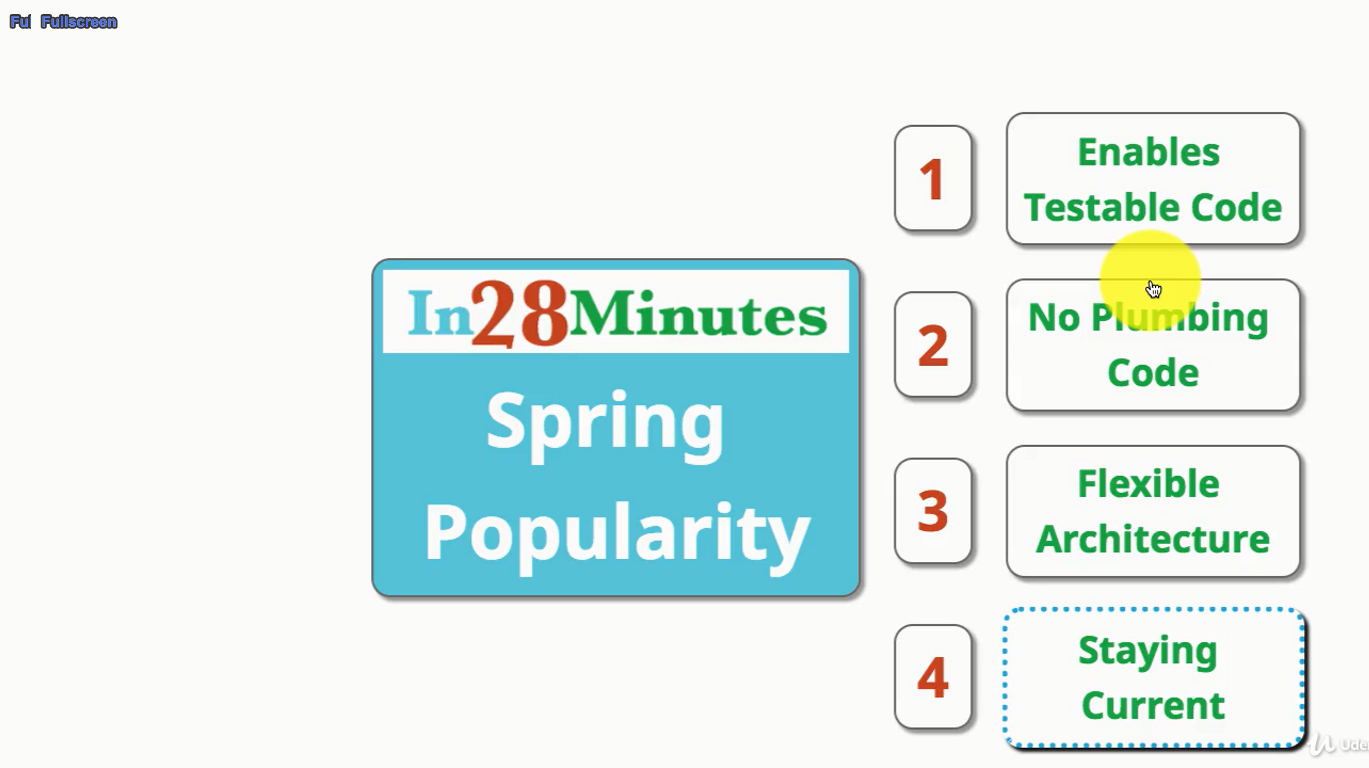 Ful Fullscreen
In28Minutes
Spring
Popularity
1
Enables
Testable Code
2
No Plumbing
Code
3
Flexible
Architecture
4
Staying
Current